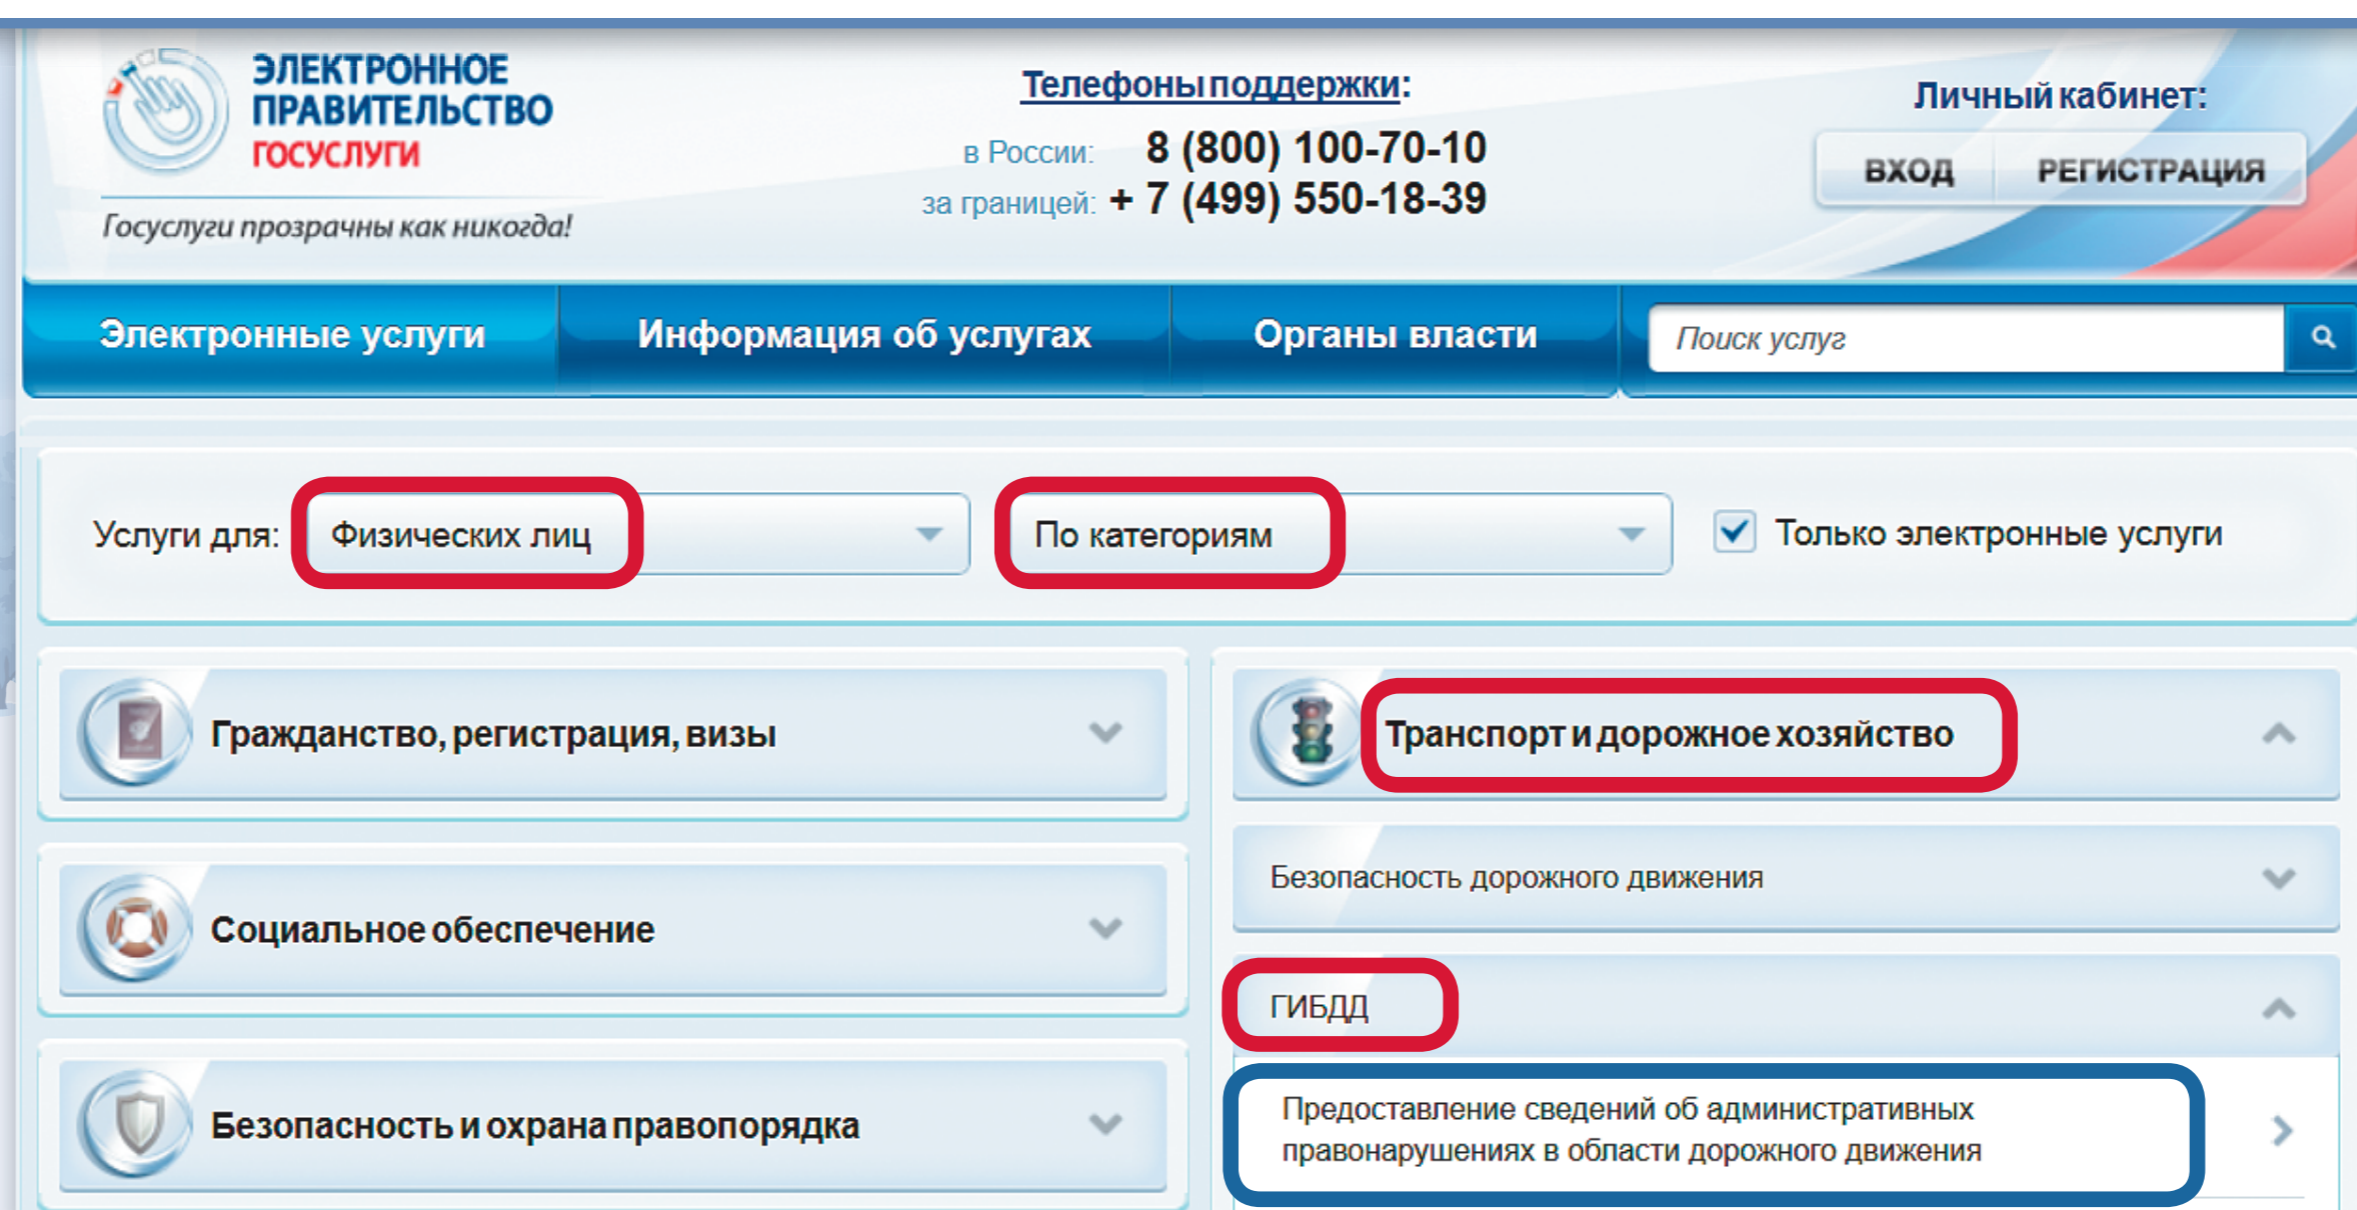 ЭЛЕКТРОННОЕ
ПРАВИТЕЛЬСТВО
ГОСУСЛУГИ
Госуслуги прозрачны как никогда!
Телефоны поддержки:
в России: 8 (800) 100-70-10
за границей: + 7 (499) 550-18-39
Личный кабинет:
ВХОД РЕГИСТРАЦИЯ
Электронные услуги Информация об услугах Органы власти Поиск услуг
Услуги для: Физических лиц По категориям Только электронные услуги
Гражданство, регистрация, визы
Социальное обеспечение
Безопасность и охрана правопорядка
Транспорт и дорожное хозяйство
Безопасность дорожного движения
ГИБДД
Предоставление сведений об административных
правонарушениях в области дорожного движения